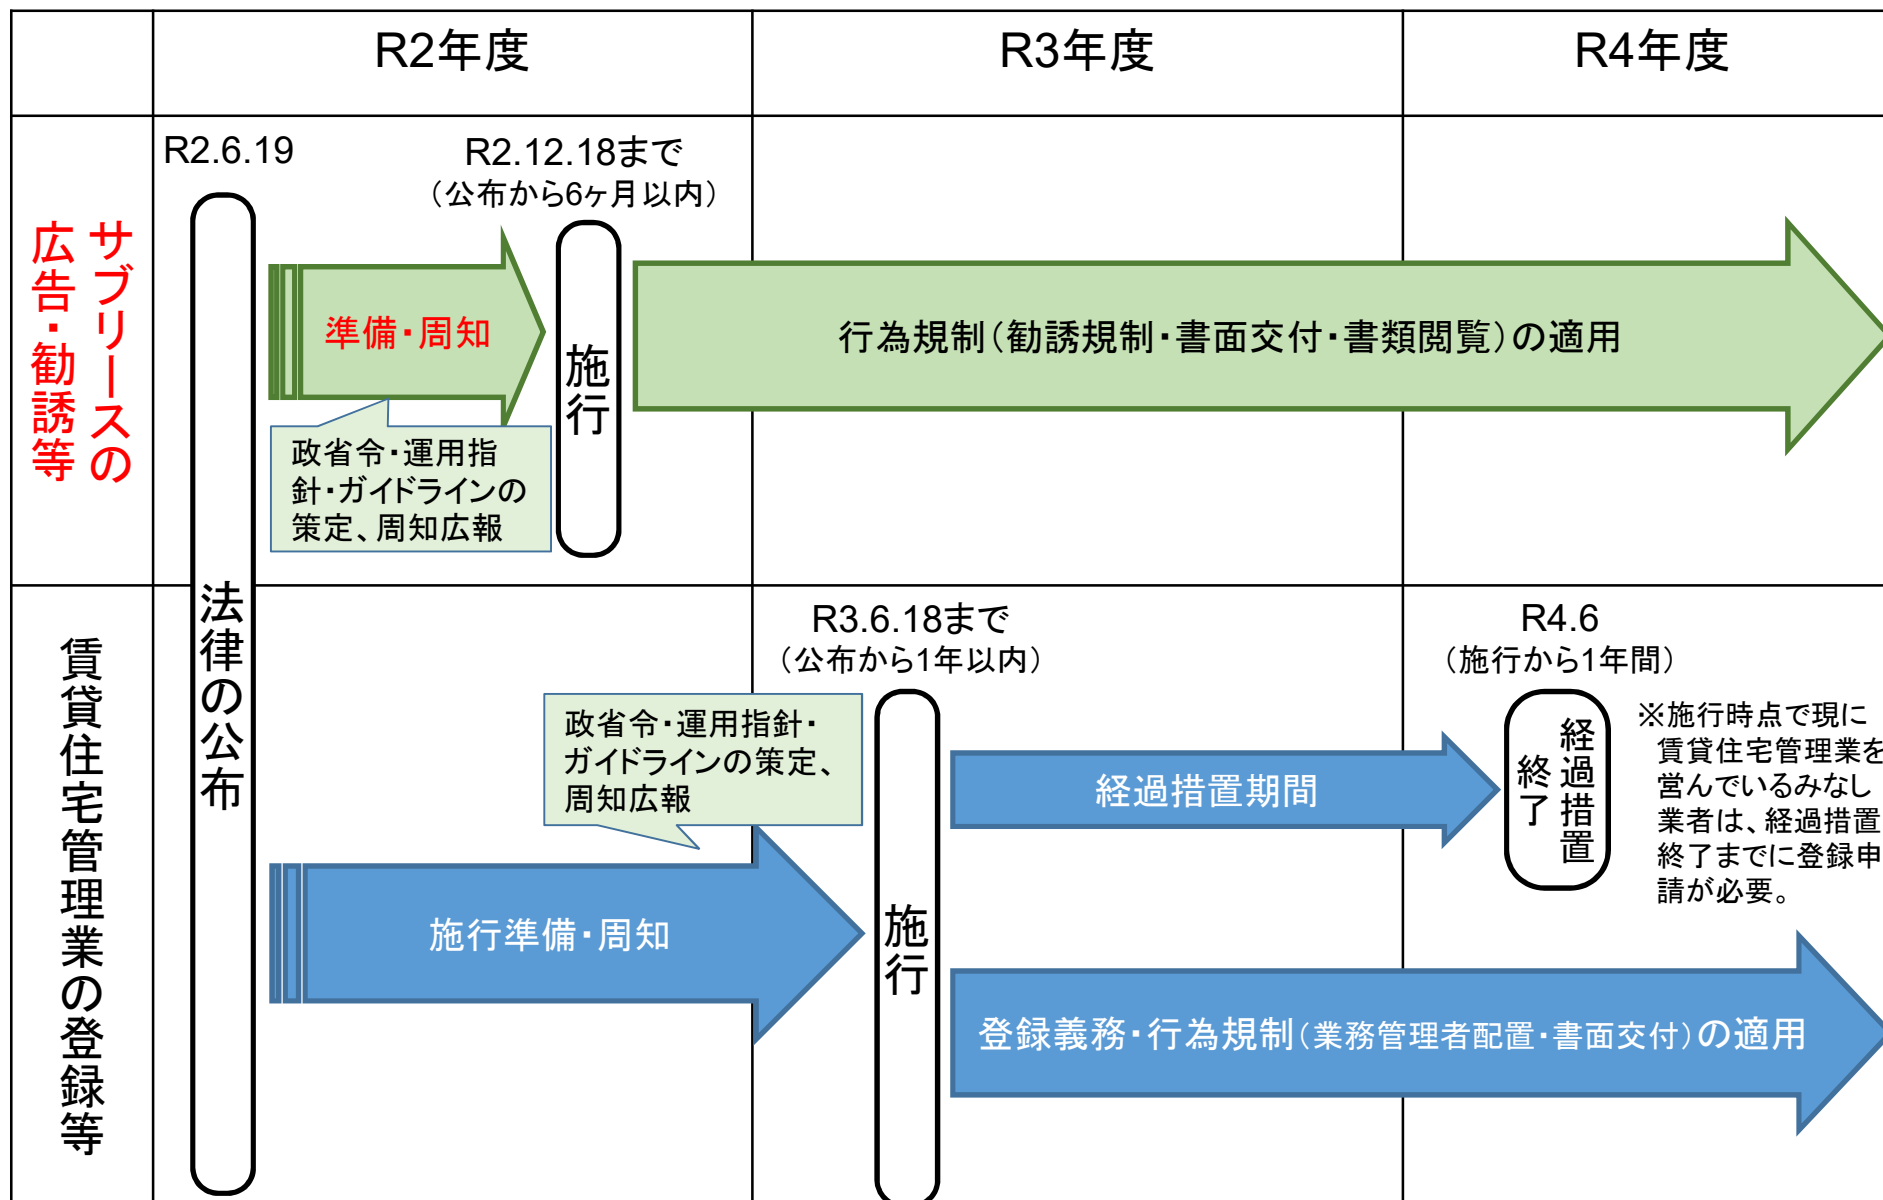 R2年度
R3年度
R4年度
サブリースの
広告・勧誘等
R2.6.19
法律の公布
R2.12.18まで
（公布から6ヶ月以内）
準備・周知
政省令・運用指
針・ガイドラインの
策定、周知広報
施行
行為規制（勧誘規制・書面交付・書類閲覧）の適用
賃貸住宅管理業の登録等
R3.6.18まで
（公布から1年以内）
政省令・運用指針・
ガイドラインの策定、
周知広報
施行準備・周知
施行
経過措置期間
R4.6
（施行から1年間）
経過措置
終了
※施行時点で現に
賃貸住宅管理業を
営んでいるみなし
業者は、経過措置
終了までに登録申
請が必要。
登録義務・行為規制（業務管理者配置・書面交付）の適用